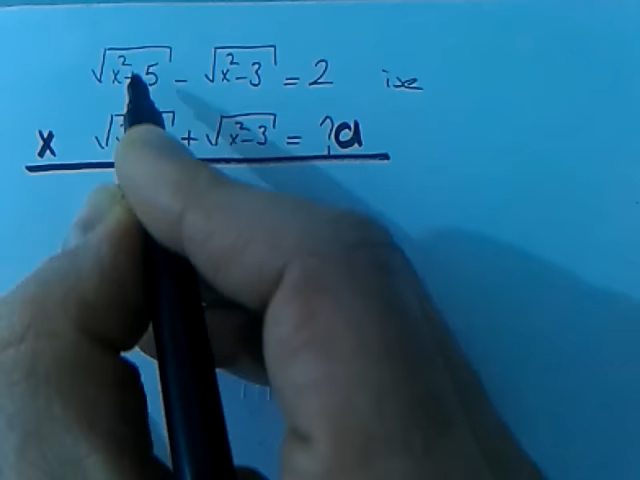 √x²+5 - √x²-3 = 2 ise
x √ + √x²-3 = ? a